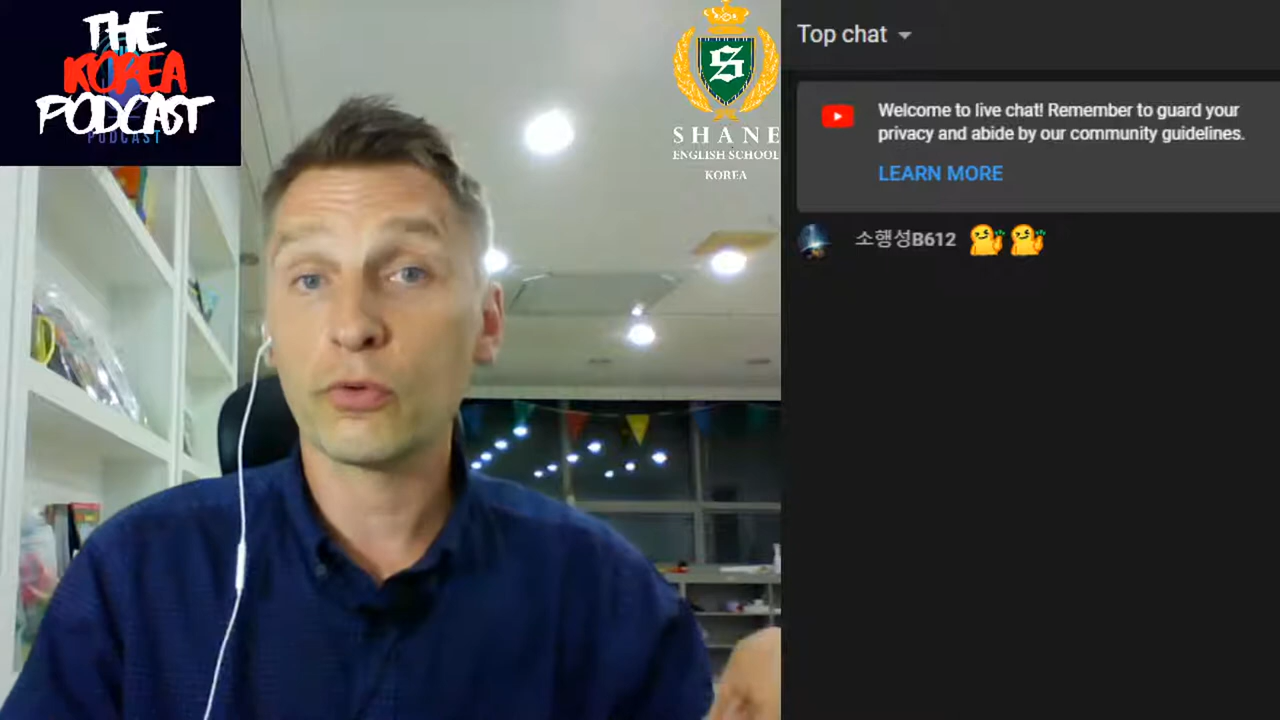 THE
KOREA
PODCAST
PODCAST
S
SHANE
ENGLISH SCHOOL
KOREA
Top chat
Welcome to live chat! Remember to guard your
privacy and abide by our community guidelines.
LEARN MORE
소행성B612